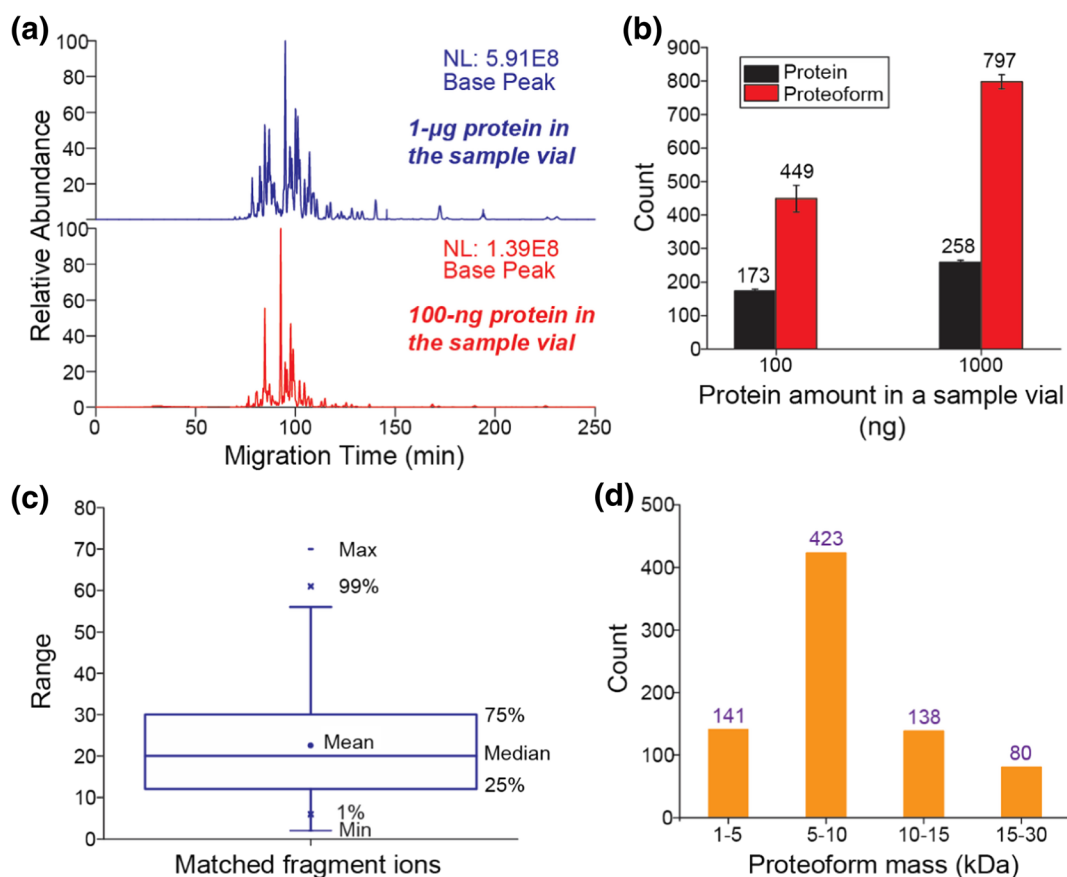 (a)
100
80
60
40
20
NL: 5.91E8
Base Peak
1-µg protein in
the sample vial
100
80
60
40
20
0
NL: 1.39E8
Base Peak
100-ng protein in
the sample vial
Relative Abundance
0 50 100 150 200 250
Migration Time (min)
(b)
900
800
700
600
500
400
300
200
100
0
Count
Protein
Proteoform
173
449
258
797
100 1000
Protein amount in a sample vial
(ng)
(c)
80
70
60
50
40
30
20
10
0
Range
Max
99%
75%
Mean
Median
25%
1%
Min
Matched fragment ions
(d)
500
400
300
200
100
0
Count
141
423
138
80
1-5 5-10 10-15 15-30
Proteoform mass (kDa)